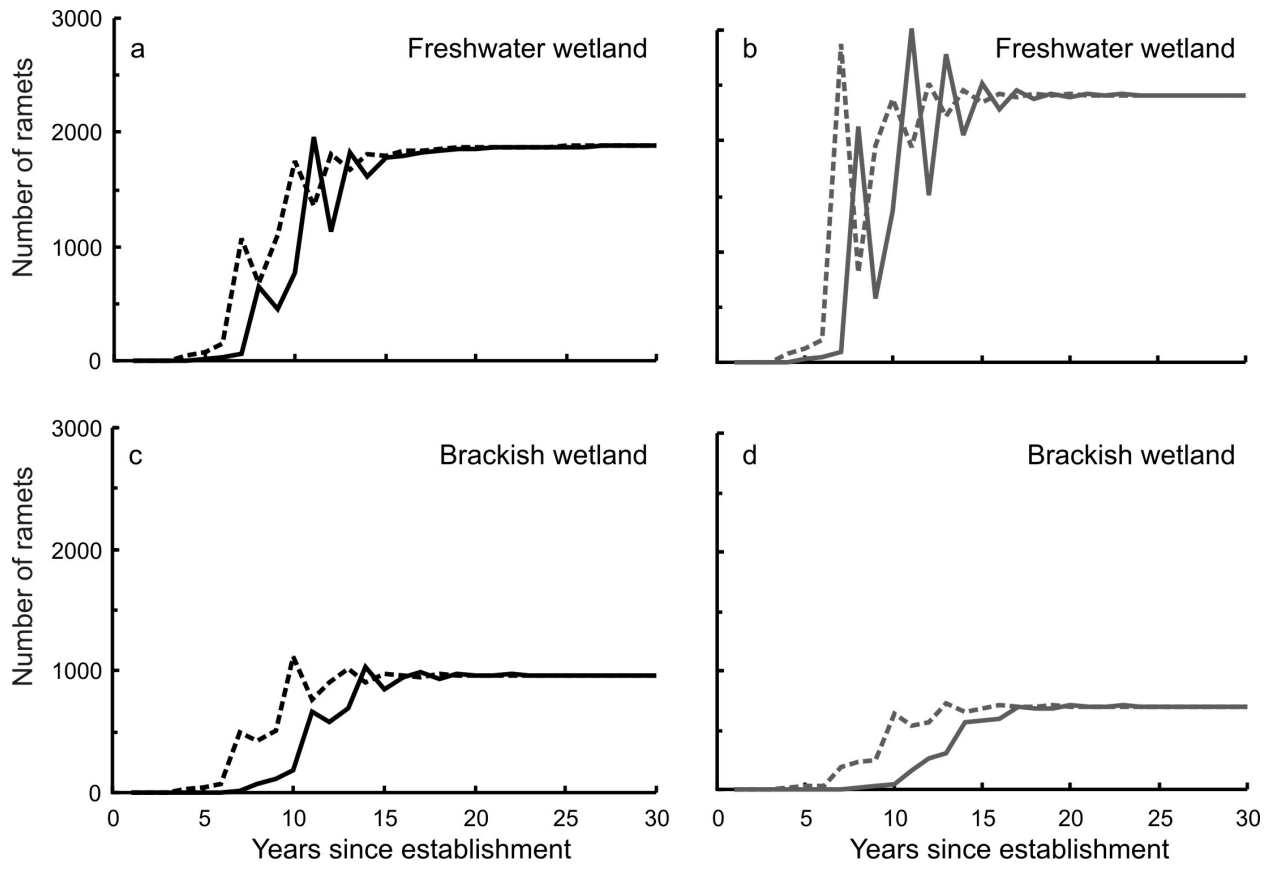 3000
2000
1000
0
Number of ramets
a
Freshwater wetland
b
Freshwater wetland
3000
2000
1000
0
Number of ramets
c
Brackish wetland
0 5 10 15 20 25 30
Years since establishment
d
Brackish wetland
0 5 10 15 20 25 30
Years since establishment